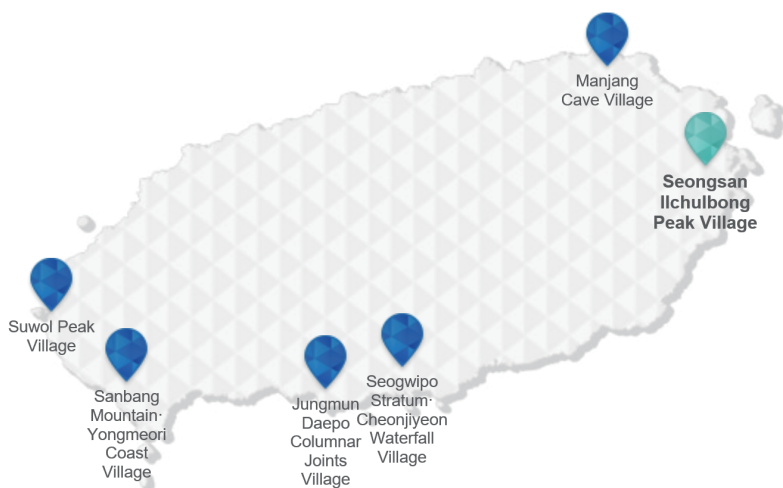 Manjang
Cave Village
Seongsan
Ilchulbong
Peak Village
Suwol Peak
Village
Sanbang
Mountain·
Yongmeori
Coast
Village
Jungmun
Daepo
Columnar
Joints
Village
Seogwipo
Stratum·
Cheonjiyeon
Waterfall
Village